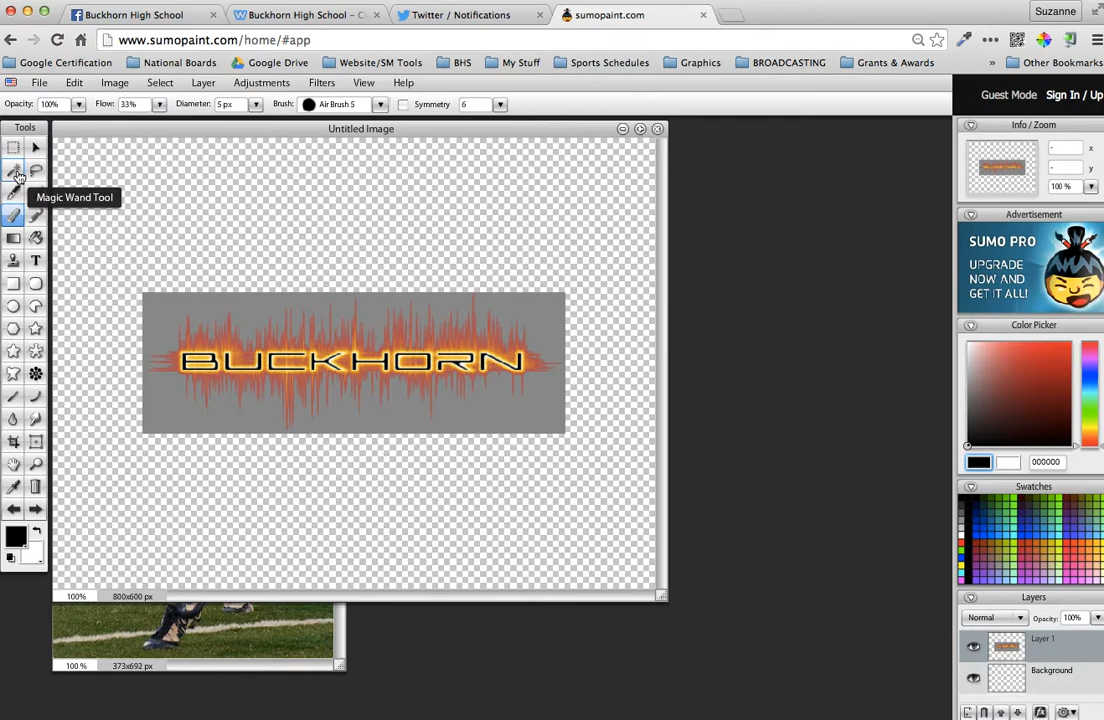 Buckhorn High School
Buckhorn High School – C
Twitter / Notifications
sumopaint.com
Suzanne
www.sumopaint.com/home/#app
Google Certification
National Boards
Google Drive
Website/SM Tools
BHS
My Stuff
Sports Schedules
Graphics
BROADCASTING
Grants & Awards
»
Other Bookmarks
File Edit Image Select Layer Adjustments Filters View Help
Opacity: 100% Flow: 33% Diameter: 5 px Brush: Air Brush 5 Symmetry 6
Guest Mode Sign In / Up
Tools
Untitled Image
Info / Zoom
- x
- y
100 %
Magic Wand Tool
T
Advertisement
SUMO PRO
UPGRADE
NOW AND
GET IT ALL!
Color Picker
BUCKHORN
000000
Swatches
100% 800x600 px
Layers
Normal Opacity: 100%
Layer 1
Background
100 % 373x692 px